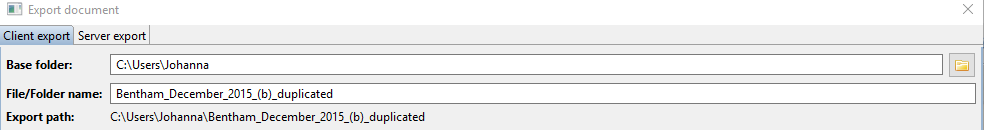 Export document
Client export Server export
Base folder: C:\Users\Johanna
File/Folder name: Bentham_December_2015_(b)_duplicated
Export path: C:\Users\Johanna\Bentham_December_2015_(b)_duplicated